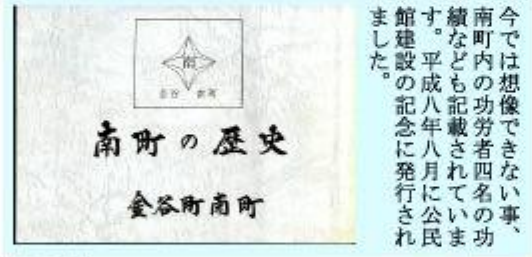 今では想像できない事、
南町内の功労者四名の功
績なども記載されていま
す。平成八年八月に公民
館建設の記念に発行され
ました。
南
金谷 南町
南町の歴史
金谷町南町